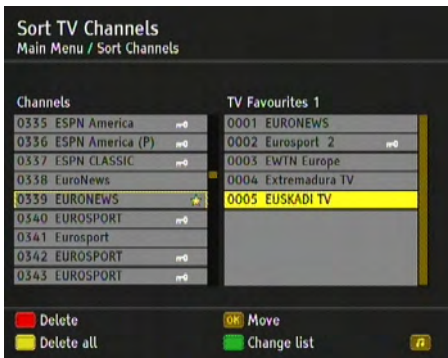 Sort TV Channels
Main Menu / Sort Channels
Channels
0335 ESPN America
0336 ESPN America (P)
0337 ESPN CLASSIC
0338 EuroNews
0339 EURONEWS
0340 EUROSPORT
0341 Eurosport
0342 EUROSPORT
0343 EUROSPORT
TV Favourites 1
0001 EURONEWS
0002 Eurosport 2
0003 EWTN Europe
0004 Extremadura TV
0005 EUSKADI TV
Delete
OK Move
Delete all
Change list